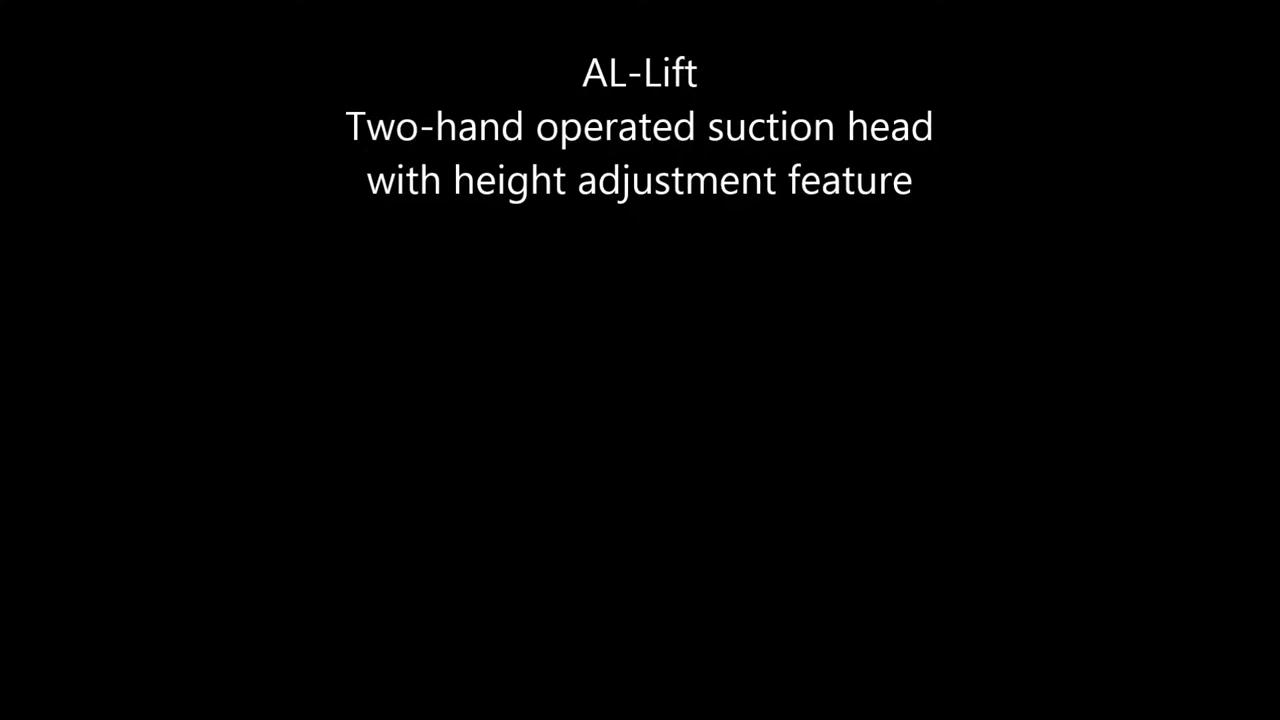 AL-Lift
Two-hand operated suction head
with height adjustment feature